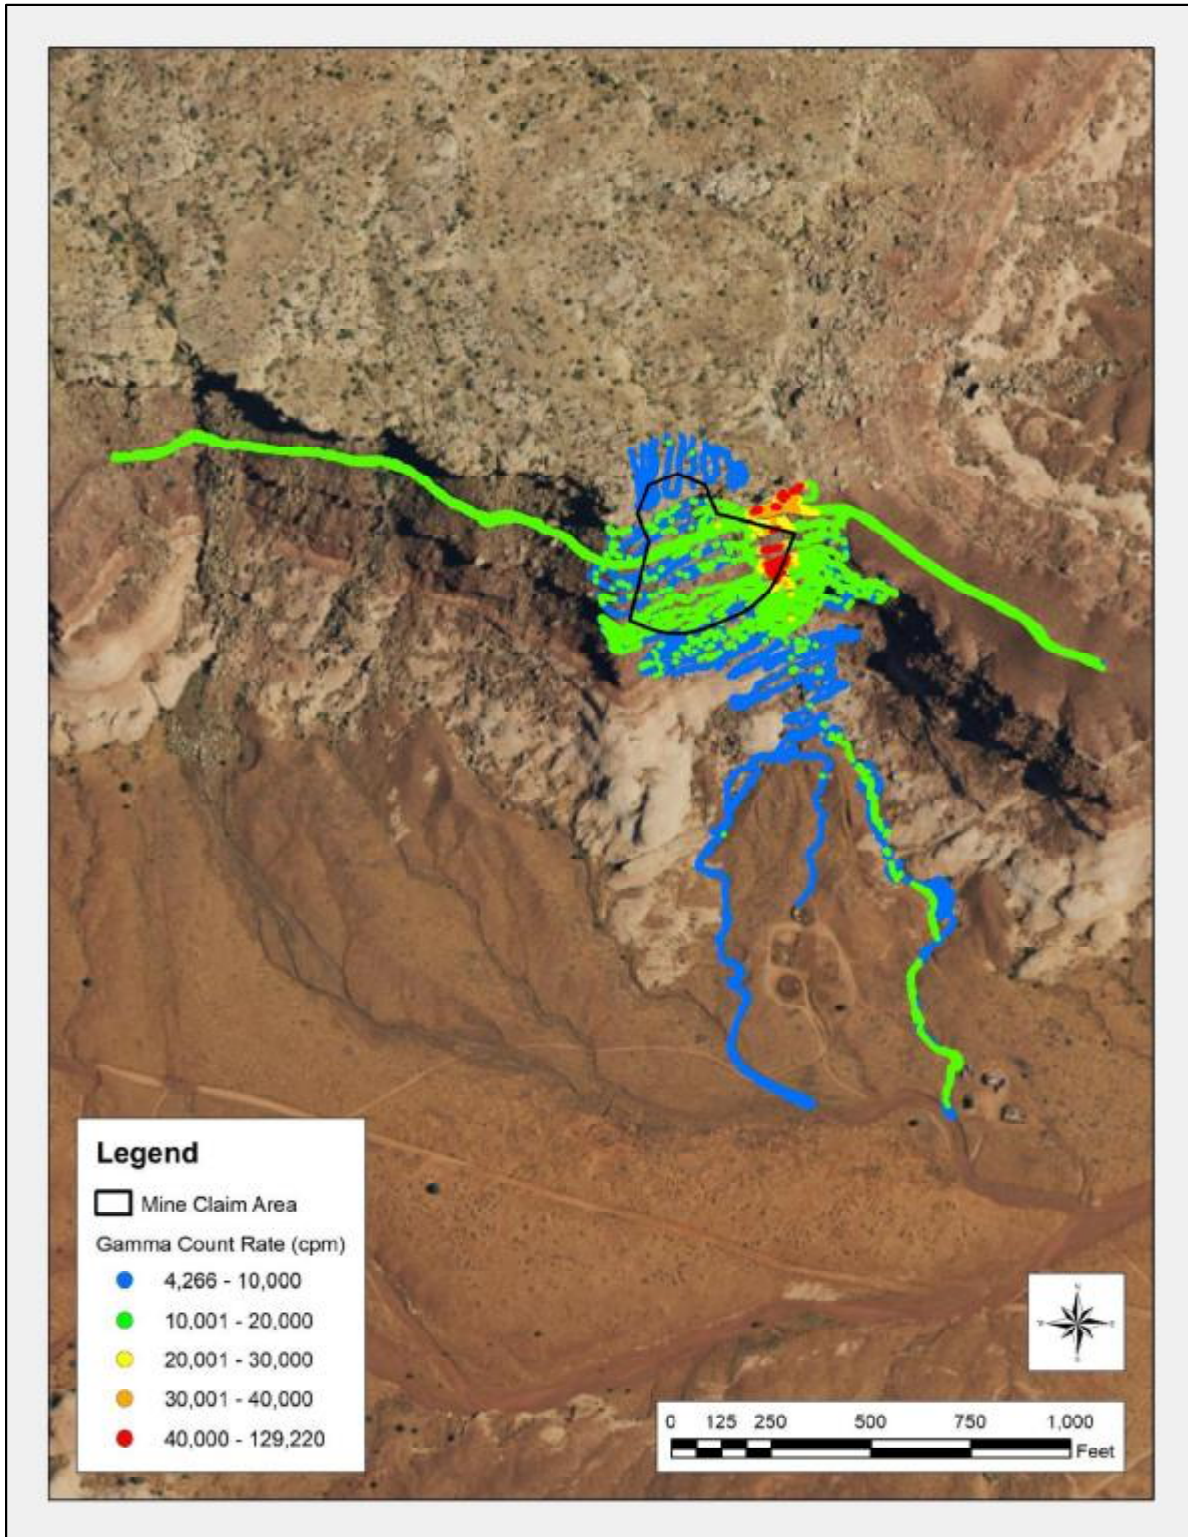 Legend
Mine Claim Area
Gamma Count Rate (cpm)
4,266 - 10,000
10,001 - 20,000
20,001 - 30,000
30,001 - 40,000
40,000 - 129,220
N
S
0 125 250 500 750 1,000
Feet